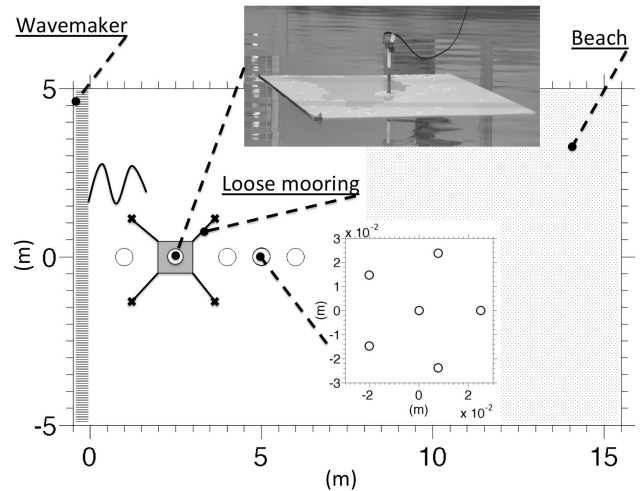 Wavemaker
Beach
5
Loose mooring
x 10⁻²
3
2
1
(m)
0
(m)
0
-1
-2
-3
-2
0
2
(m)
x 10⁻²
-5
0
5
10
15
(m)